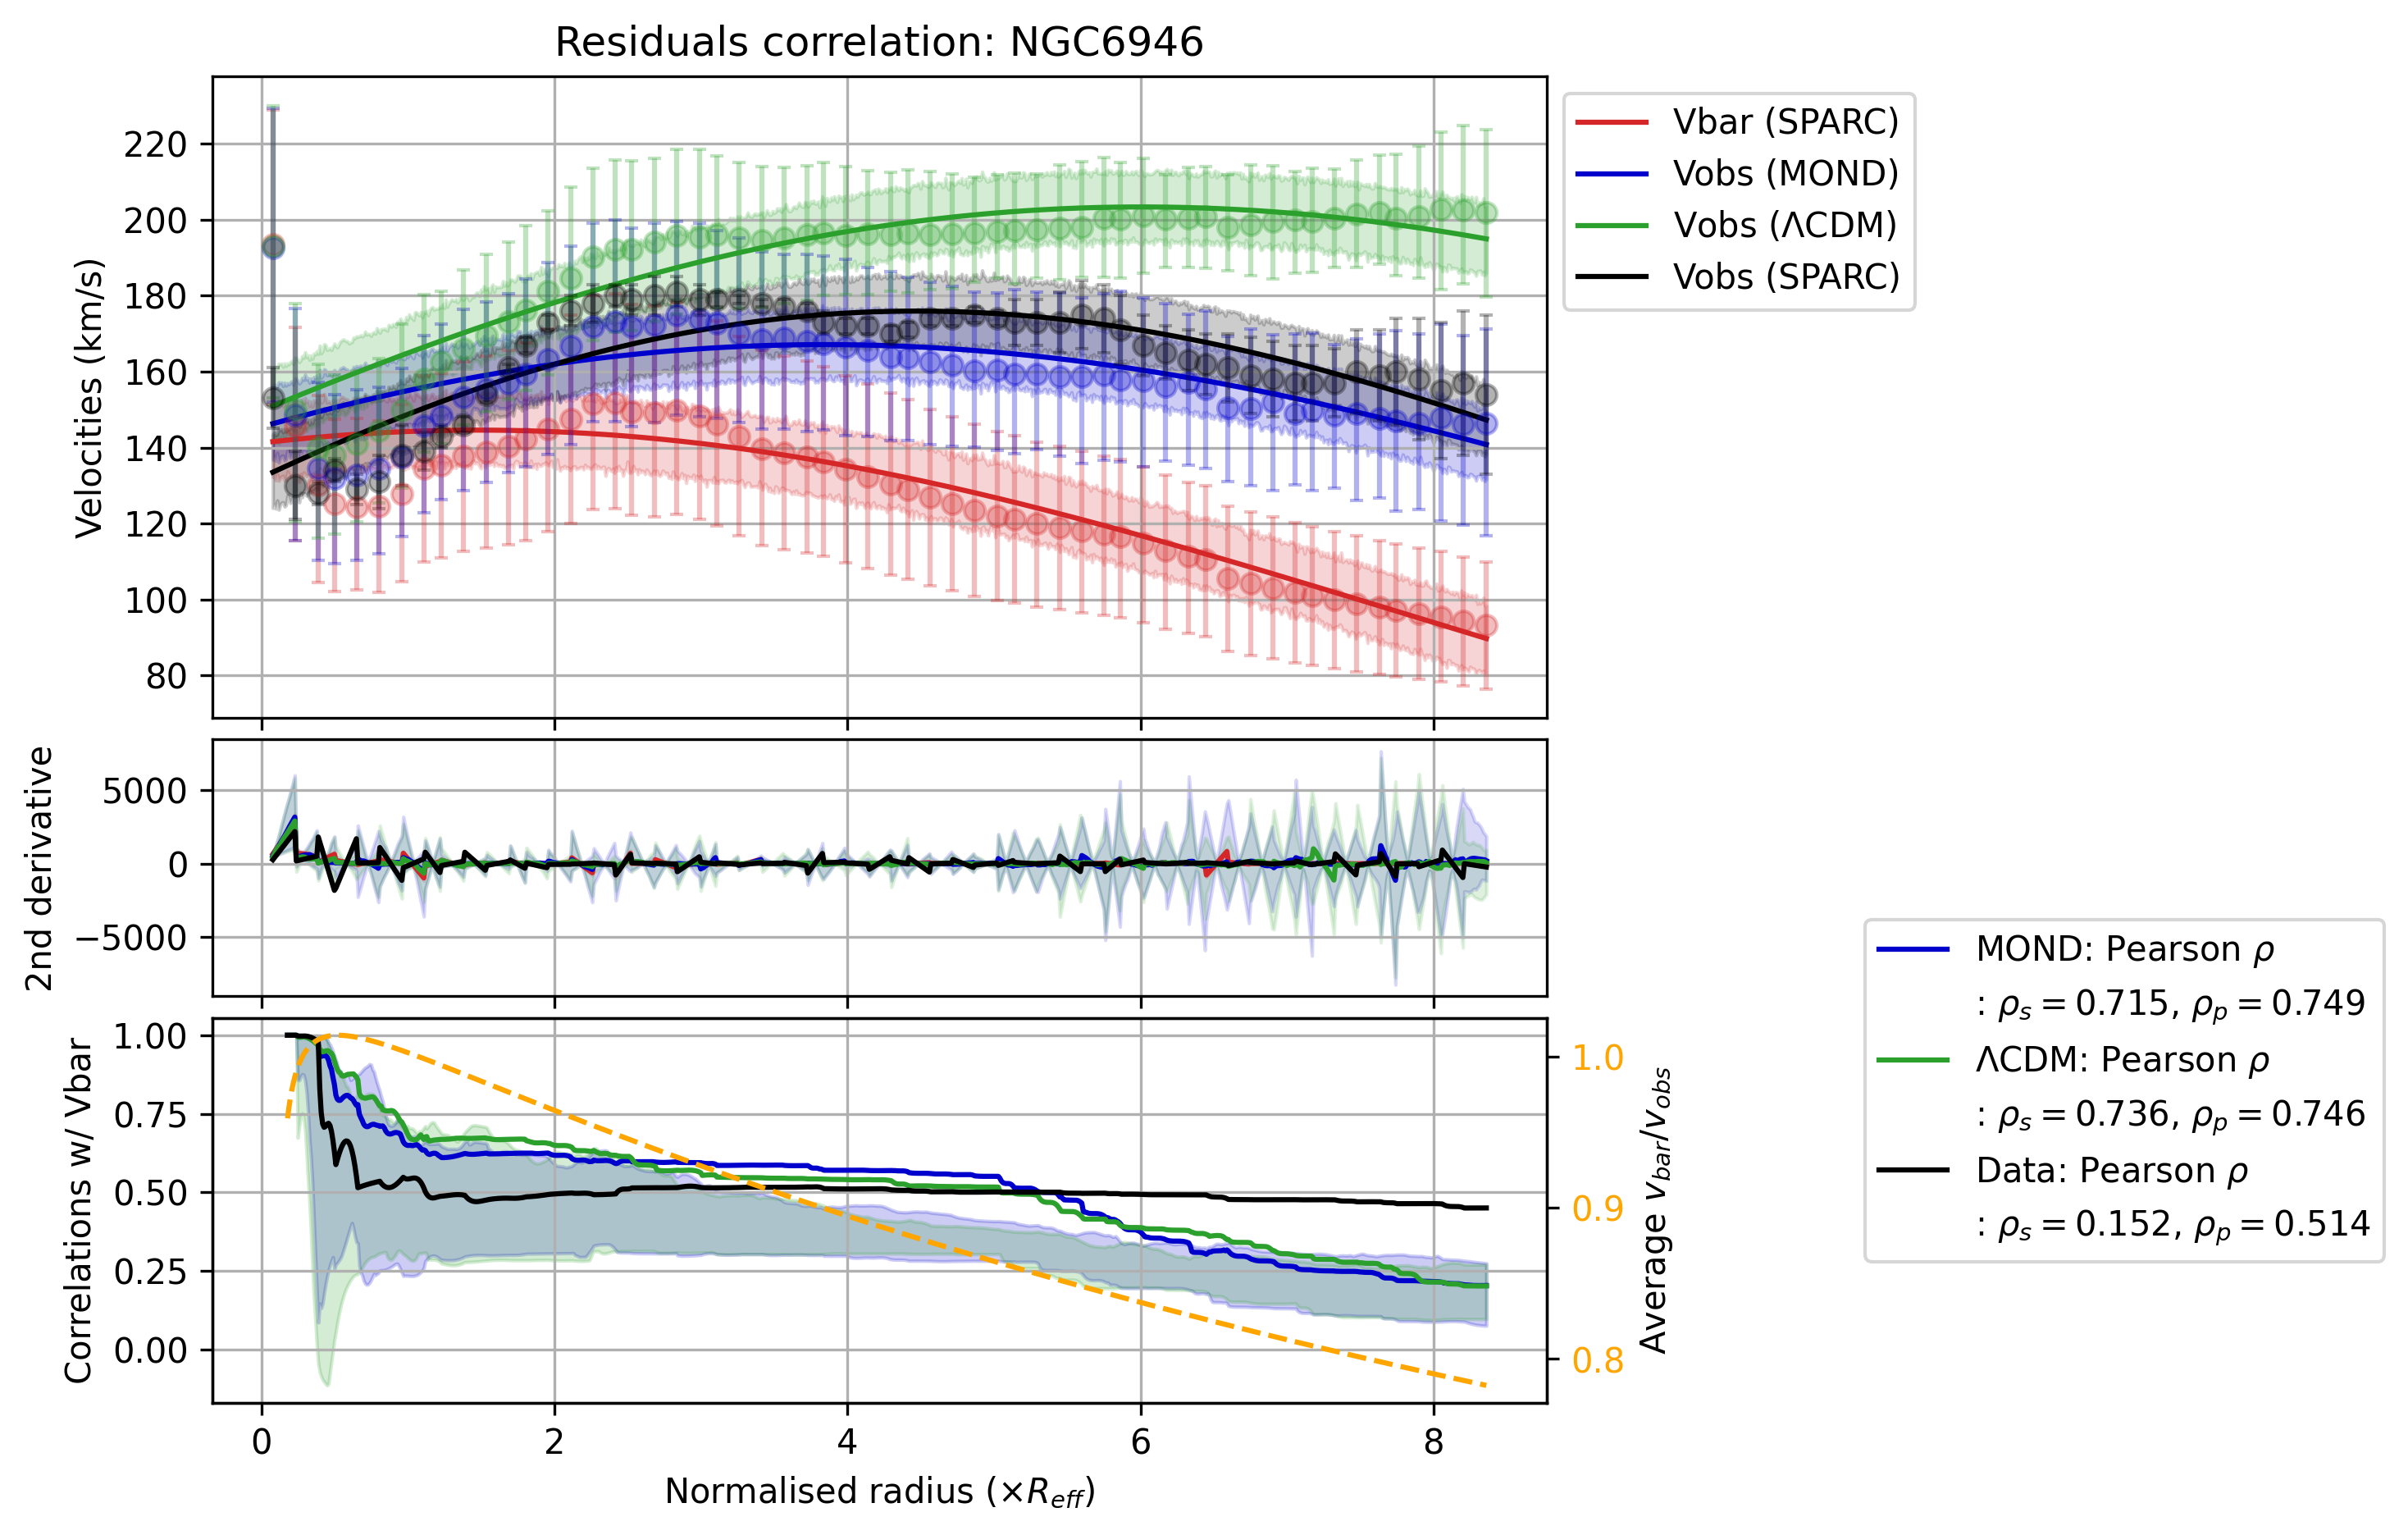 Residuals correlation: NGC6946
Velocities (km/s)
220
200
180
160
140
120
100
80
Vbar (SPARC)
Vobs (MOND)
Vobs (ΛCDM)
Vobs (SPARC)
2nd derivative
5000
0
−5000
Correlations w/ Vbar
1.00
0.75
0.50
0.25
0.00
1.0
0.9
0.8
Average v_bar/v_obs
MOND: Pearson ρ
: ρ_s = 0.715, ρ_p = 0.749
ΛCDM: Pearson ρ
: ρ_s = 0.736, ρ_p = 0.746
Data: Pearson ρ
: ρ_s = 0.152, ρ_p = 0.514
0 2 4 6 8
Normalised radius (×R_eff)